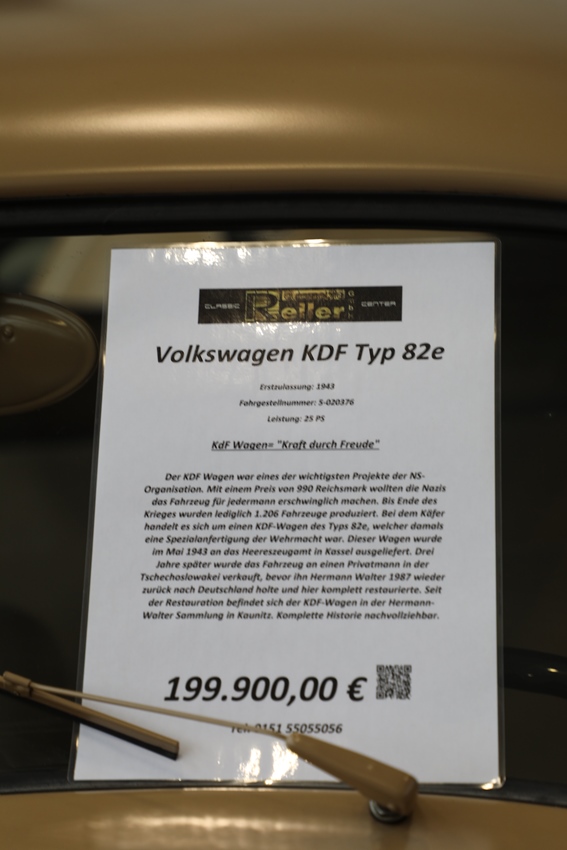 CLASSIC Reiler GmbH CENTER
Volkswagen KDF Typ 82e
Erstzulassung: 1943
Fahrgestellnummer: 5-020376
Leistung: 25 PS
KdF Wagen= "Kraft durch Freude"
Der KDF Wagen war eines der wichtigsten Projekte der NS-
Organisation. Mit einem Preis von 990 Reichsmark wollten die Nazis
das Fahrzeug für jedermann erschwinglich machen. Bis Ende des
Krieges wurden lediglich 1.206 Fahrzeuge produziert. Bei dem Käfer
handelt es sich um einen KDF-Wagen des Typs 82e, welcher damals
eine Spezialanfertigung der Wehrmacht war. Dieser Wagen wurde
im Mai 1943 an das Heereszeugamt in Kassel ausgeliefert. Drei
Jahre später wurde das Fahrzeug an einen Privatmann in der
Tschechoslowakei verkauft, bevor ihn Hermann Walter 1987 wieder
zurück nach Deutschland holte und hier komplett restaurierte. Seit
der Restauration befindet sich der KDF-Wagen in der Hermann-
Walter Sammlung in Kaunitz. Komplette Historie nachvollziehbar.
199.900,00 €
Tel: 0151 55055056